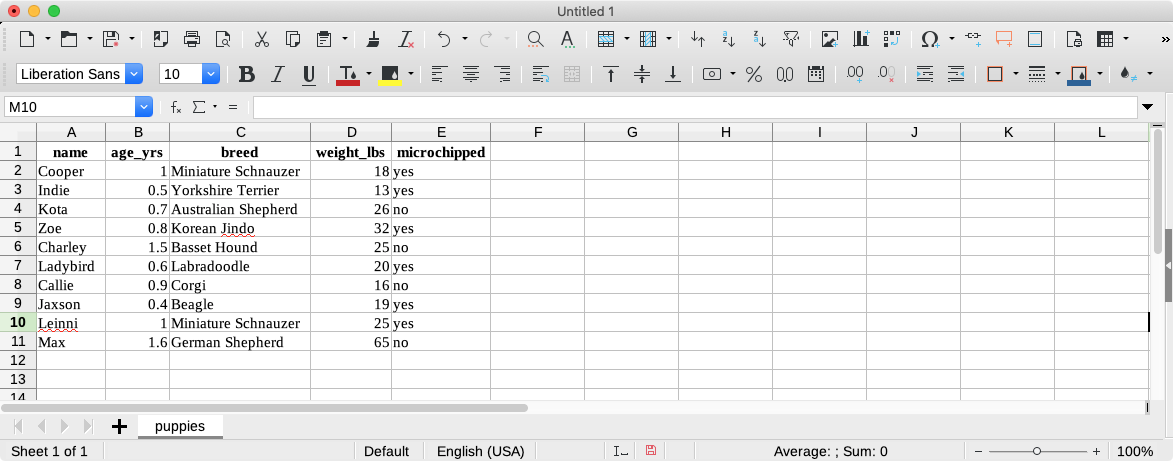 Untitled 1
Liberation Sans 10 B I U
M10 fx Σ =
A B C D E F G H I J K L
1 name age_yrs breed weight_lbs microchipped
2 Cooper 1 Miniature Schnauzer 18 yes
3 Indie 0.5 Yorkshire Terrier 13 yes
4 Kota 0.7 Australian Shepherd 26 no
5 Zoe 0.8 Korean Jindo 32 yes
6 Charley 1.5 Basset Hound 25 no
7 Ladybird 0.6 Labradoodle 20 yes
8 Callie 0.9 Corgi 16 no
9 Jaxson 0.4 Beagle 19 yes
10 Leinni 1 Miniature Schnauzer 25 yes
11 Max 1.6 German Shepherd 65 no
12
13
14
puppies
Sheet 1 of 1 Default English (USA) Average: ; Sum: 0 100%